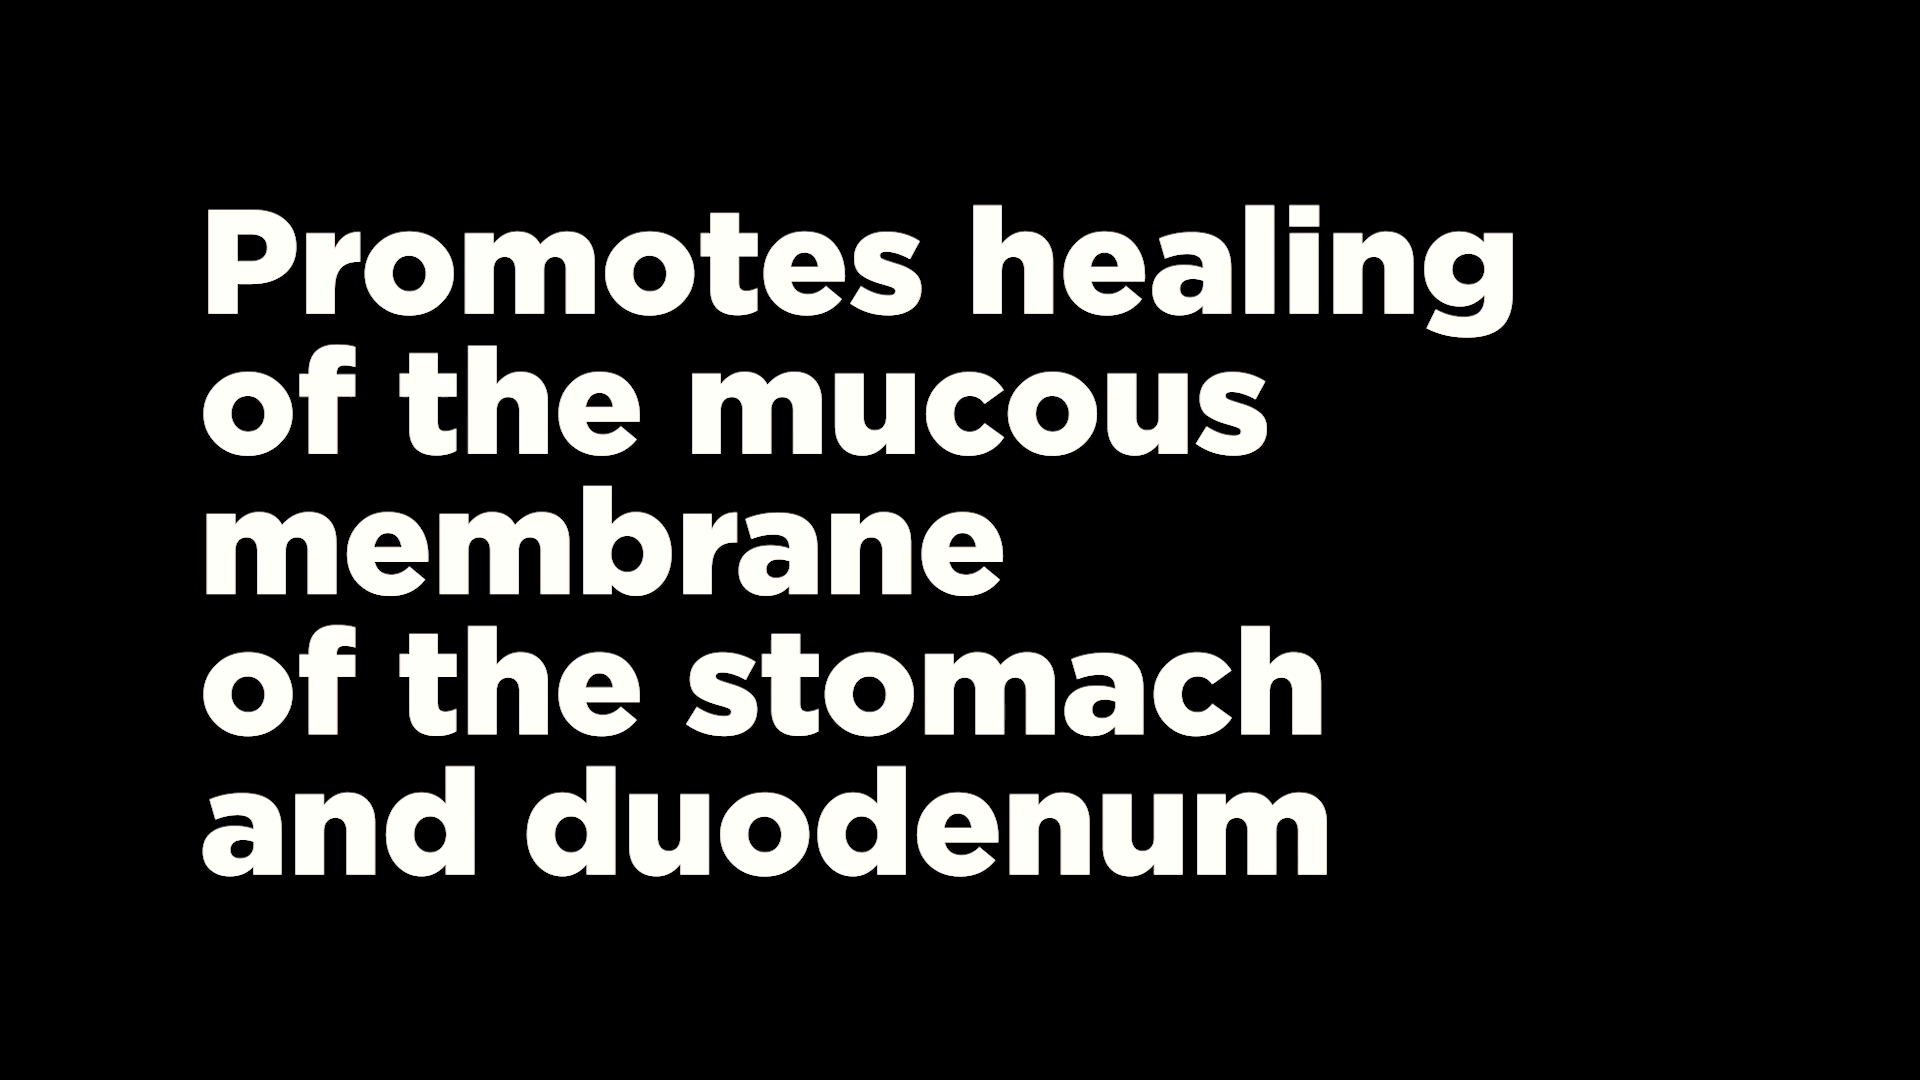 Promotes healing
of the mucous
membrane
of the stomach
and duodenum